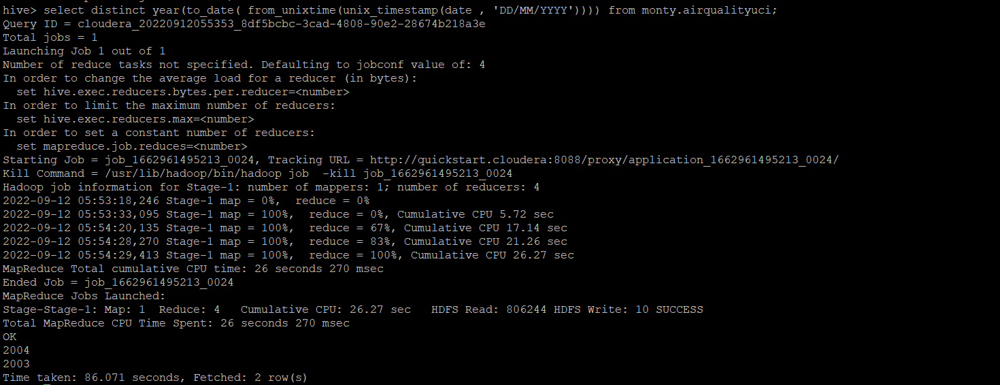 hive> select distinct year(to_date( from_unixtime(unix_timestamp(date , 'DD/MM/YYYY')))) from monty.airqualityuci;
Query ID = cloudera_20220912055353_8df5bcbc-3cad-4808-90e2-28674b218a3e
Total jobs = 1
Launching Job 1 out of 1
Number of reduce tasks not specified. Defaulting to jobconf value of: 4
In order to change the average load for a reducer (in bytes):
  set hive.exec.reducers.bytes.per.reducer=<number>
In order to limit the maximum number of reducers:
  set hive.exec.reducers.max=<number>
In order to set a constant number of reducers:
  set mapreduce.job.reduces=<number>
Starting Job = job_1662961495213_0024, Tracking URL = http://quickstart.cloudera:8088/proxy/application_1662961495213_0024/
Kill Command = /usr/lib/hadoop/bin/hadoop job  -kill job_1662961495213_0024
Hadoop job information for Stage-1: number of mappers: 1; number of reducers: 4
2022-09-12 05:53:18,246 Stage-1 map = 0%,  reduce = 0%
2022-09-12 05:53:33,095 Stage-1 map = 100%,  reduce = 0%, Cumulative CPU 5.72 sec
2022-09-12 05:54:20,135 Stage-1 map = 100%,  reduce = 67%, Cumulative CPU 17.14 sec
2022-09-12 05:54:28,270 Stage-1 map = 100%,  reduce = 83%, Cumulative CPU 21.26 sec
2022-09-12 05:54:29,413 Stage-1 map = 100%,  reduce = 100%, Cumulative CPU 26.27 sec
MapReduce Total cumulative CPU time: 26 seconds 270 msec
Ended Job = job_1662961495213_0024
MapReduce Jobs Launched:
Stage-Stage-1: Map: 1  Reduce: 4   Cumulative CPU: 26.27 sec   HDFS Read: 806244 HDFS Write: 10 SUCCESS
Total MapReduce CPU Time Spent: 26 seconds 270 msec
OK
2004
2003
Time taken: 86.071 seconds, Fetched: 2 row(s)